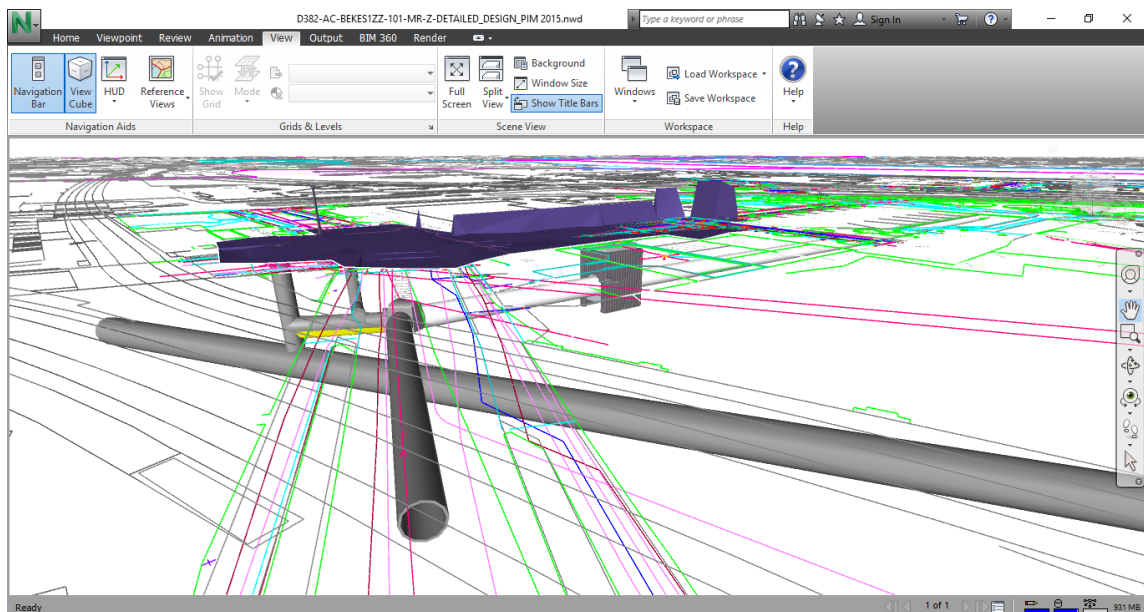 D382-AC-BEKES1ZZ-101-MR-Z-DETAILED_DESIGN_PIM 2015.nwd
Type a keyword or phrase
Sign In
N
Home Viewpoint Review Animation View Output BIM 360 Render
Navigation Bar
View Cube
HUD
Reference Views
Show Grid
Mode
Full Screen
Split View
Background
Window Size
Show Title Bars
Windows
Load Workspace
Save Workspace
Help
Navigation Aids
Grids & Levels
Scene View
Workspace
Help
Ready
1 of 1
931 MB